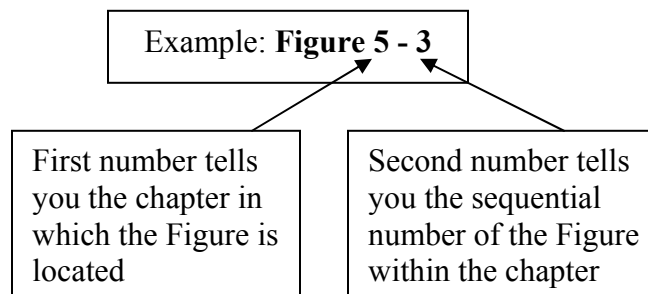 Example: Figure 5 - 3
First number tells
you the chapter in
which the Figure is
located
Second number tells
you the sequential
number of the Figure
within the chapter